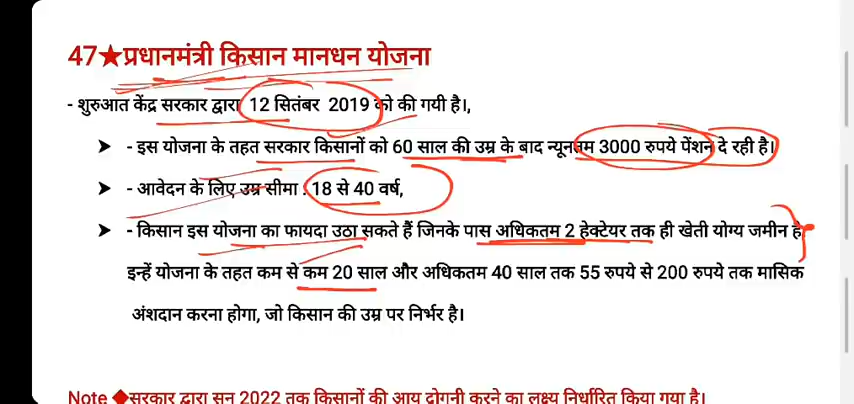 47★प्रधानमंत्री किसान मानधन योजना
- शुरुआत केंद्र सरकार द्वारा 12 सितंबर 2019 को की गयी है।,
➤ - इस योजना के तहत सरकार किसानों को 60 साल की उम्र के बाद न्यूनतम 3000 रुपये पेंशन दे रही है।
➤ - आवेदन के लिए उम्र सीमा : 18 से 40 वर्ष,
➤ - किसान इस योजना का फायदा उठा सकते हैं जिनके पास अधिकतम 2 हेक्टेयर तक ही खेती योग्य जमीन है,
इन्हें योजना के तहत कम से कम 20 साल और अधिकतम 40 साल तक 55 रुपये से 200 रुपये तक मासिक
अंशदान करना होगा, जो किसान की उम्र पर निर्भर है।
Note ◆सरकार द्वारा सन 2022 तक किसानों की आय दोगनी करने का लक्ष्य निर्धारित किया गया है।